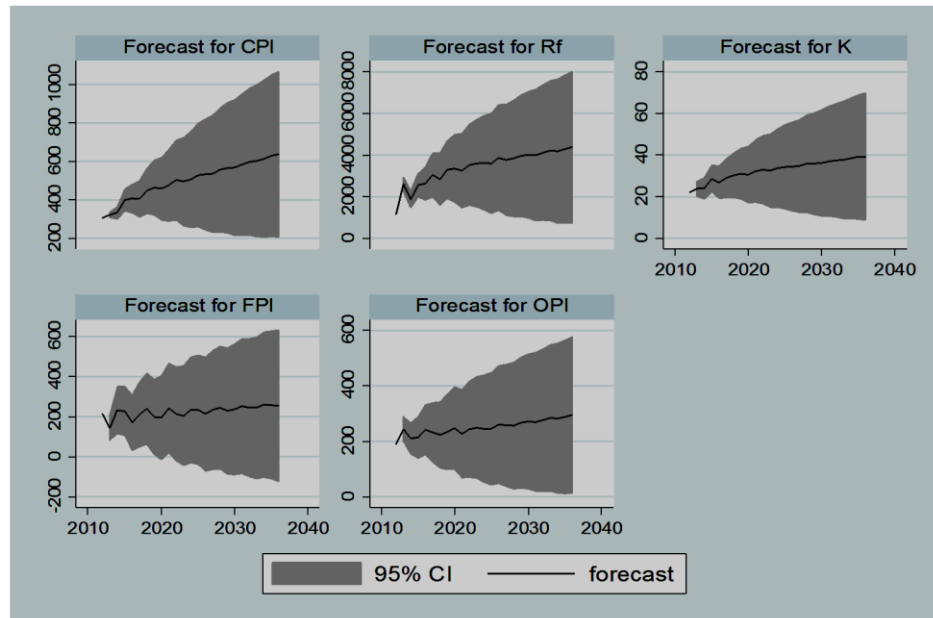 Forecast for CPI
200 400 600 800 1000
Forecast for Rf
0 2000 4000 6000 8000
Forecast for K
0 20 40 60 80
2010 2020 2030 2040
Forecast for FPI
-200 0 200 400 600
2010 2020 2030 2040
Forecast for OPI
0 200 400 600
2010 2020 2030 2040
95% CI forecast